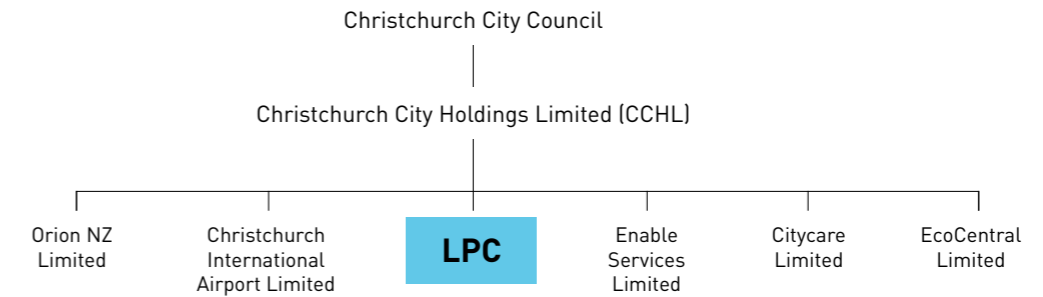 Christchurch City Council
Christchurch City Holdings Limited (CCHL)
Orion NZ
Limited
Christchurch
International
Airport Limited
LPC
Enable
Services
Limited
Citycare
Limited
EcoCentral
Limited